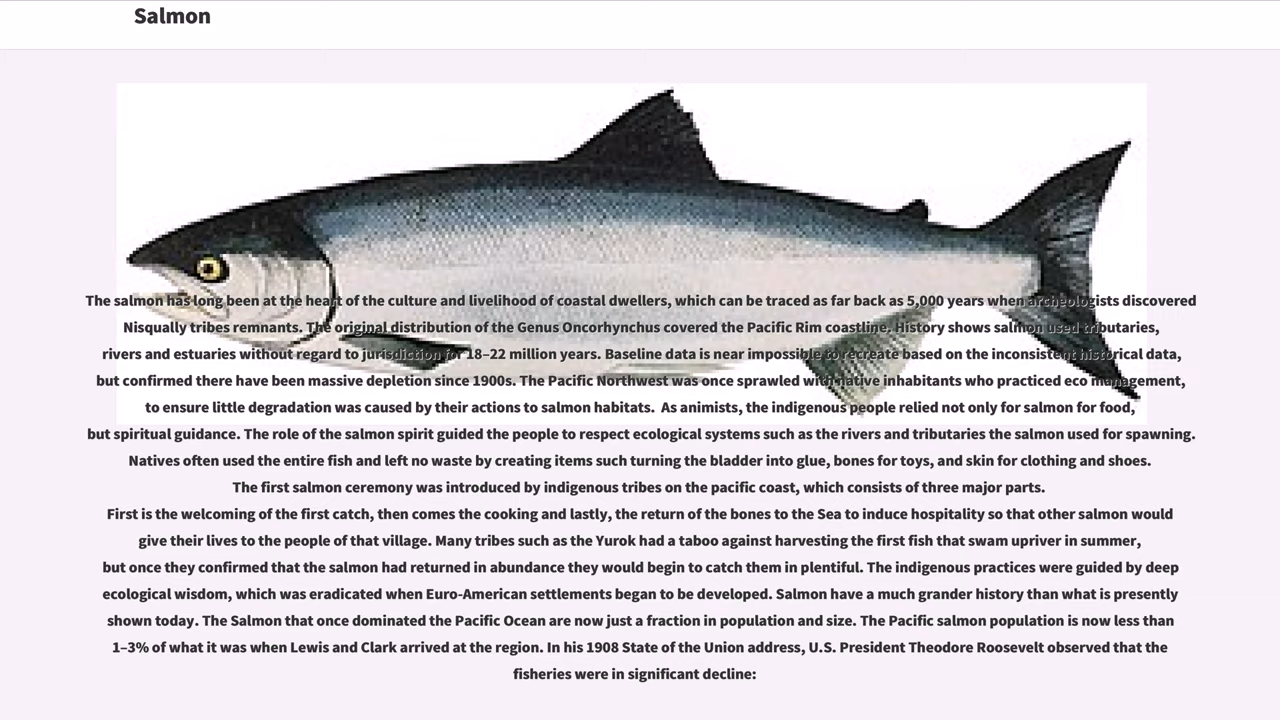 Salmon
The salmon has long been at the heart of the culture and livelihood of coastal dwellers, which can be traced as far back as 5,000 years when archeologists discovered
Nisqually tribes remnants. The original distribution of the Genus Oncorhynchus covered the Pacific Rim coastline. History shows salmon used tributaries,
rivers and estuaries without regard to jurisdiction for 18–22 million years. Baseline data is near impossible to recreate based on the inconsistent historical data,
but confirmed there have been massive depletion since 1900s. The Pacific Northwest was once sprawled with native inhabitants who practiced eco management,
to ensure little degradation was caused by their actions to salmon habitats.  As animists, the indigenous people relied not only for salmon for food,
but spiritual guidance. The role of the salmon spirit guided the people to respect ecological systems such as the rivers and tributaries the salmon used for spawning.
Natives often used the entire fish and left no waste by creating items such turning the bladder into glue, bones for toys, and skin for clothing and shoes.
The first salmon ceremony was introduced by indigenous tribes on the pacific coast, which consists of three major parts.
First is the welcoming of the first catch, then comes the cooking and lastly, the return of the bones to the Sea to induce hospitality so that other salmon would
give their lives to the people of that village. Many tribes such as the Yurok had a taboo against harvesting the first fish that swam upriver in summer,
but once they confirmed that the salmon had returned in abundance they would begin to catch them in plentiful. The indigenous practices were guided by deep
ecological wisdom, which was eradicated when Euro-American settlements began to be developed. Salmon have a much grander history than what is presently
shown today. The Salmon that once dominated the Pacific Ocean are now just a fraction in population and size. The Pacific salmon population is now less than
1–3% of what it was when Lewis and Clark arrived at the region. In his 1908 State of the Union address, U.S. President Theodore Roosevelt observed that the
fisheries were in significant decline: